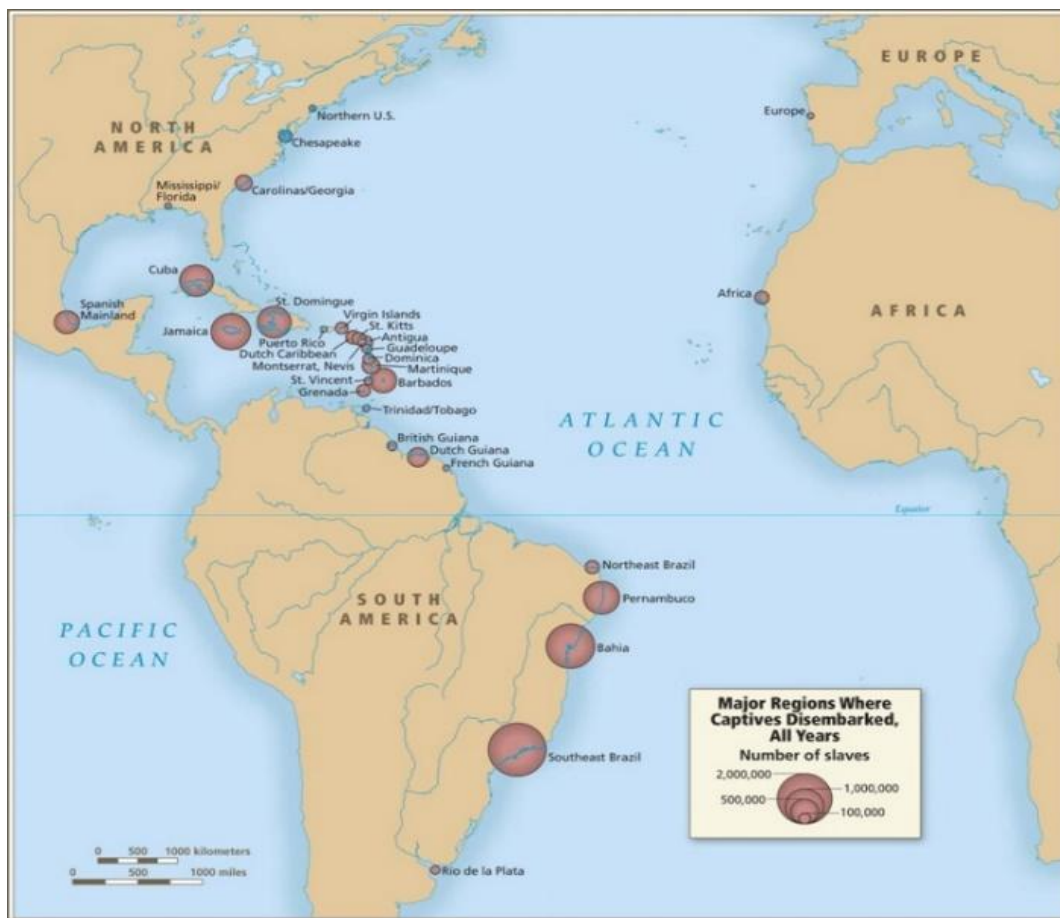 EUROPE
Northern U.S.
Europe
NORTH
AMERICA
Chesapeake
Mississippi/
Florida
Carolinas/Georgia
Cuba
St. Domingue
Spanish
Mainland
Africa
AFRICA
Virgin Islands
St. Kitts
Jamaica
Puerto Rico
Antigua
Dutch Caribbean
Guadeloupe
Montserrat, Nevis
Dominica
Martinique
St. Vincent
Barbados
Grenada
Trinidad/Tobago
ATLANTIC
OCEAN
British Guiana
Dutch Guiana
French Guiana
Equator
Northeast Brazil
SOUTH
AMERICA
Pernambuco
PACIFIC
OCEAN
Bahia
Southeast Brazil
Major Regions Where
Captives Disembarked,
All Years
Number of slaves
2,000,000
1,000,000
500,000
100,000
0 500 1000 kilometers
0 500 1000 miles
Rio de la Plata